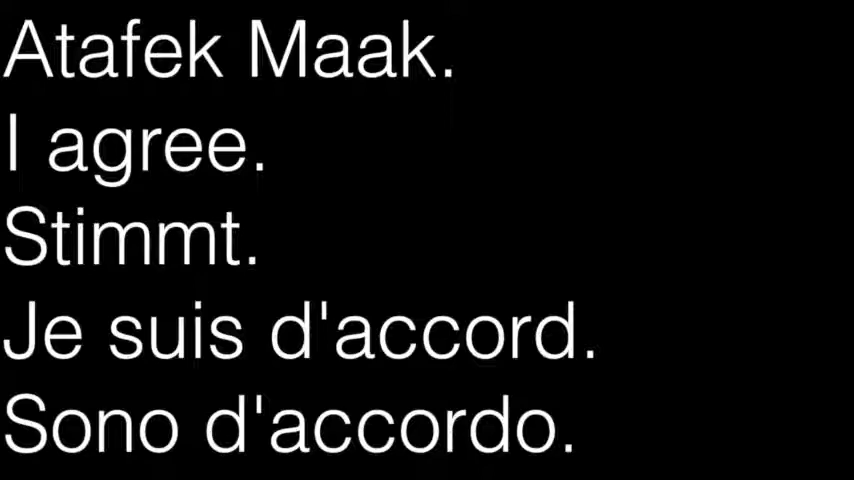 Atafek Maak.
I agree.
Stimmt.
Je suis d'accord.
Sono d'accordo.